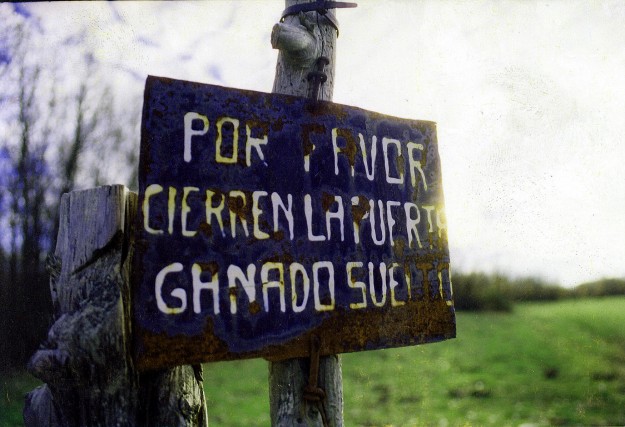 POR FAVOR
CIERREN LA PUERTA
GANADO SUELTO